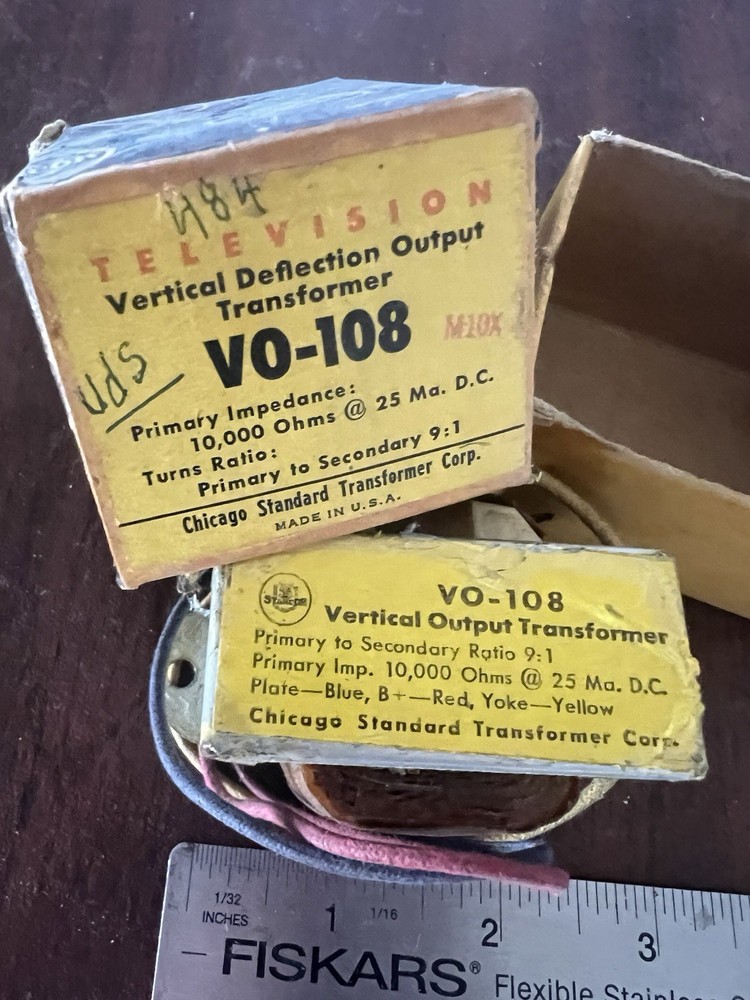 484
TELEVISION
Vertical Deflection Output
Transformer
VO-108 M10X
Uds
Primary Impedance:
10,000 Ohms @ 25 Ma. D.C.
Turns Ratio:
Primary to Secondary 9:1
Chicago Standard Transformer Corp.
MADE IN U.S.A.
STANCOR
VO-108
Vertical Output Transformer
Primary to Secondary Ratio 9:1
Primary Imp. 10,000 Ohms @ 25 Ma. D.C.
Plate—Blue, B+—Red, Yoke—Yellow
Chicago Standard Transformer Corp.
1/32
INCHES
1
1/16
2
3
FISKARS®
Flexible Stainless